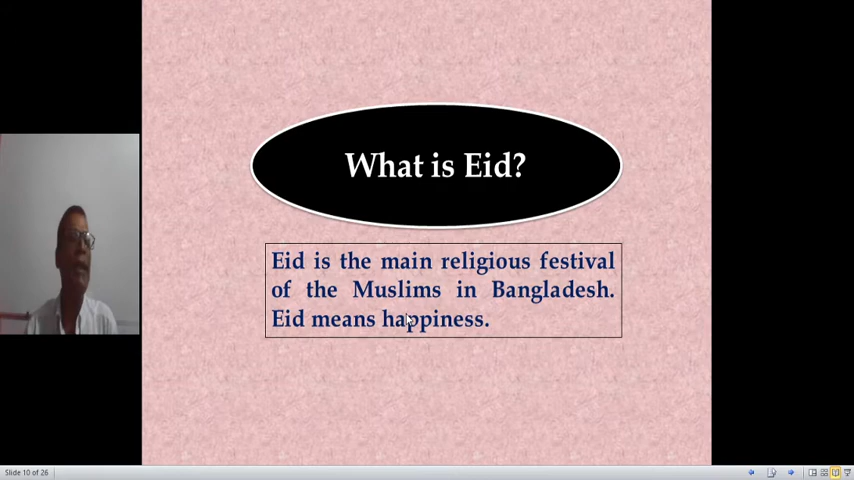 What is Eid?
Eid is the main religious festival
of the Muslims in Bangladesh.
Eid means happiness.
Slide 10 of 26